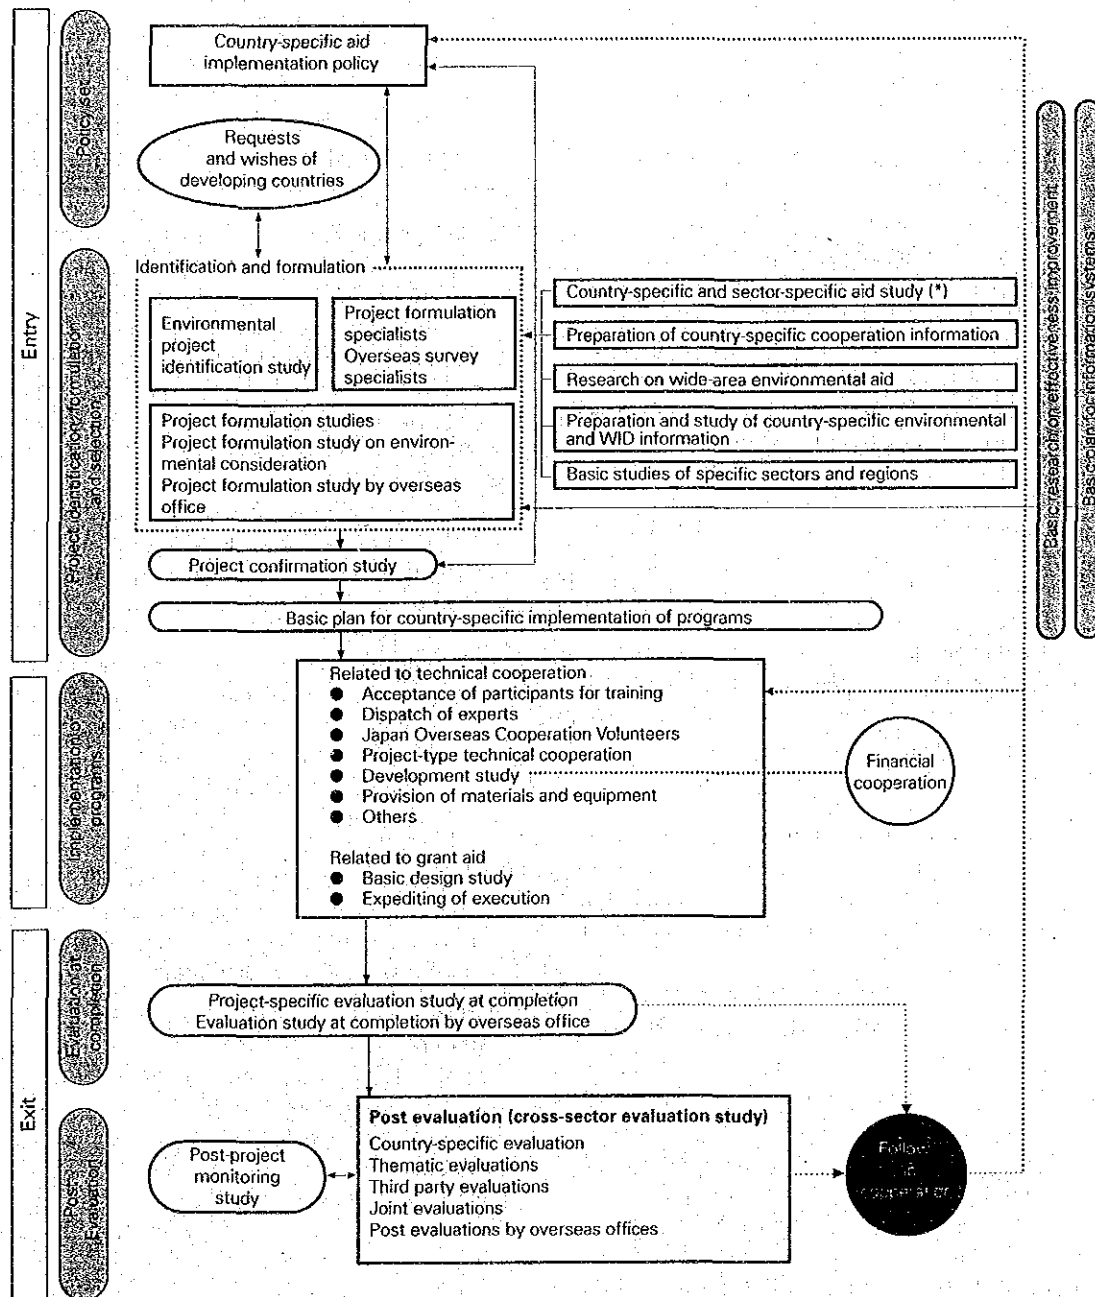 Country-specific aid
implementation policy
Requests
and wishes of
developing countries
Identification and formulation
Environmental
project
identification study
Project formulation
specialists
Overseas survey
specialists
Project formulation studies
Project formulation study on environ-
mental consideration
Project formulation study by overseas
office
Country-specific and sector-specific aid study (*)
Preparation of country-specific cooperation information
Research on wide-area environmental aid
Preparation and study of country-specific environmental
and WID information
Basic studies of specific sectors and regions
Project confirmation study
Basic plan for country-specific implementation of programs
Related to technical cooperation
● Acceptance of participants for training
● Dispatch of experts
● Japan Overseas Cooperation Volunteers
● Project-type technical cooperation
● Development study
● Provision of materials and equipment
● Others
Related to grant aid
● Basic design study
● Expediting of execution
Financial
cooperation
Project-specific evaluation study at completion
Evaluation study at completion by overseas office
Post evaluation (cross-sector evaluation study)
Country-specific evaluation
Thematic evaluations
Third party evaluations
Joint evaluations
Post evaluations by overseas offices
Post-project
monitoring
study
Follow
cooperation
Entry
Exit
Policy set
Project identification/formulation
and selection
Implementation of
programs
Evaluation at
completion
Post
Evaluations
Basic research on effectiveness improvement
Basic plan for information systems